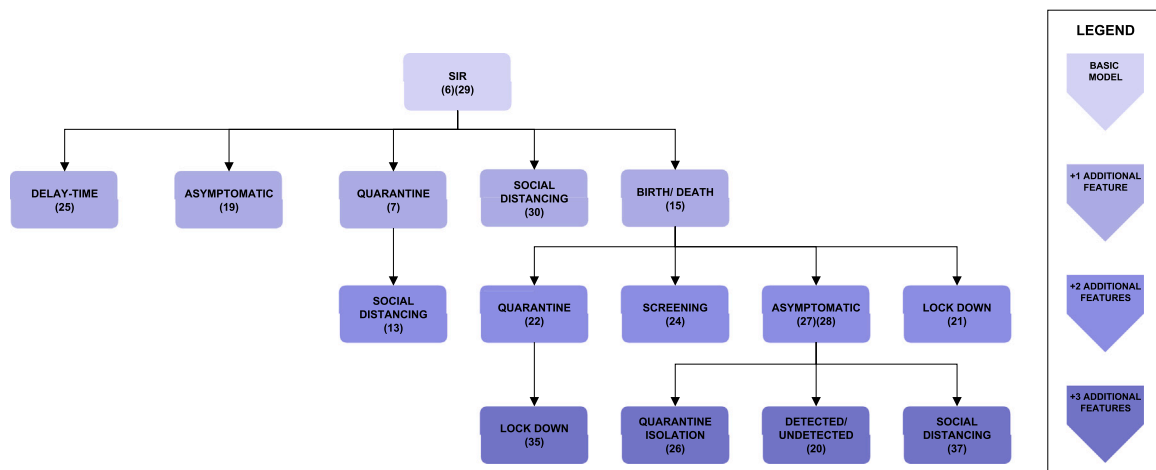 LEGEND
SIR
(6)(29)
BASIC
MODEL
DELAY-TIME
(25)
ASYMPTOMATIC
(19)
QUARANTINE
(7)
SOCIAL
DISTANCING
(30)
BIRTH/ DEATH
(15)
+1 ADDITIONAL
FEATURE
SOCIAL
DISTANCING
(13)
QUARANTINE
(22)
SCREENING
(24)
ASYMPTOMATIC
(27)(28)
LOCK DOWN
(21)
+2 ADDITIONAL
FEATURES
LOCK DOWN
(35)
QUARANTINE
ISOLATION
(26)
DETECTED/
UNDETECTED
(20)
SOCIAL
DISTANCING
(37)
+3 ADDITIONAL
FEATURES